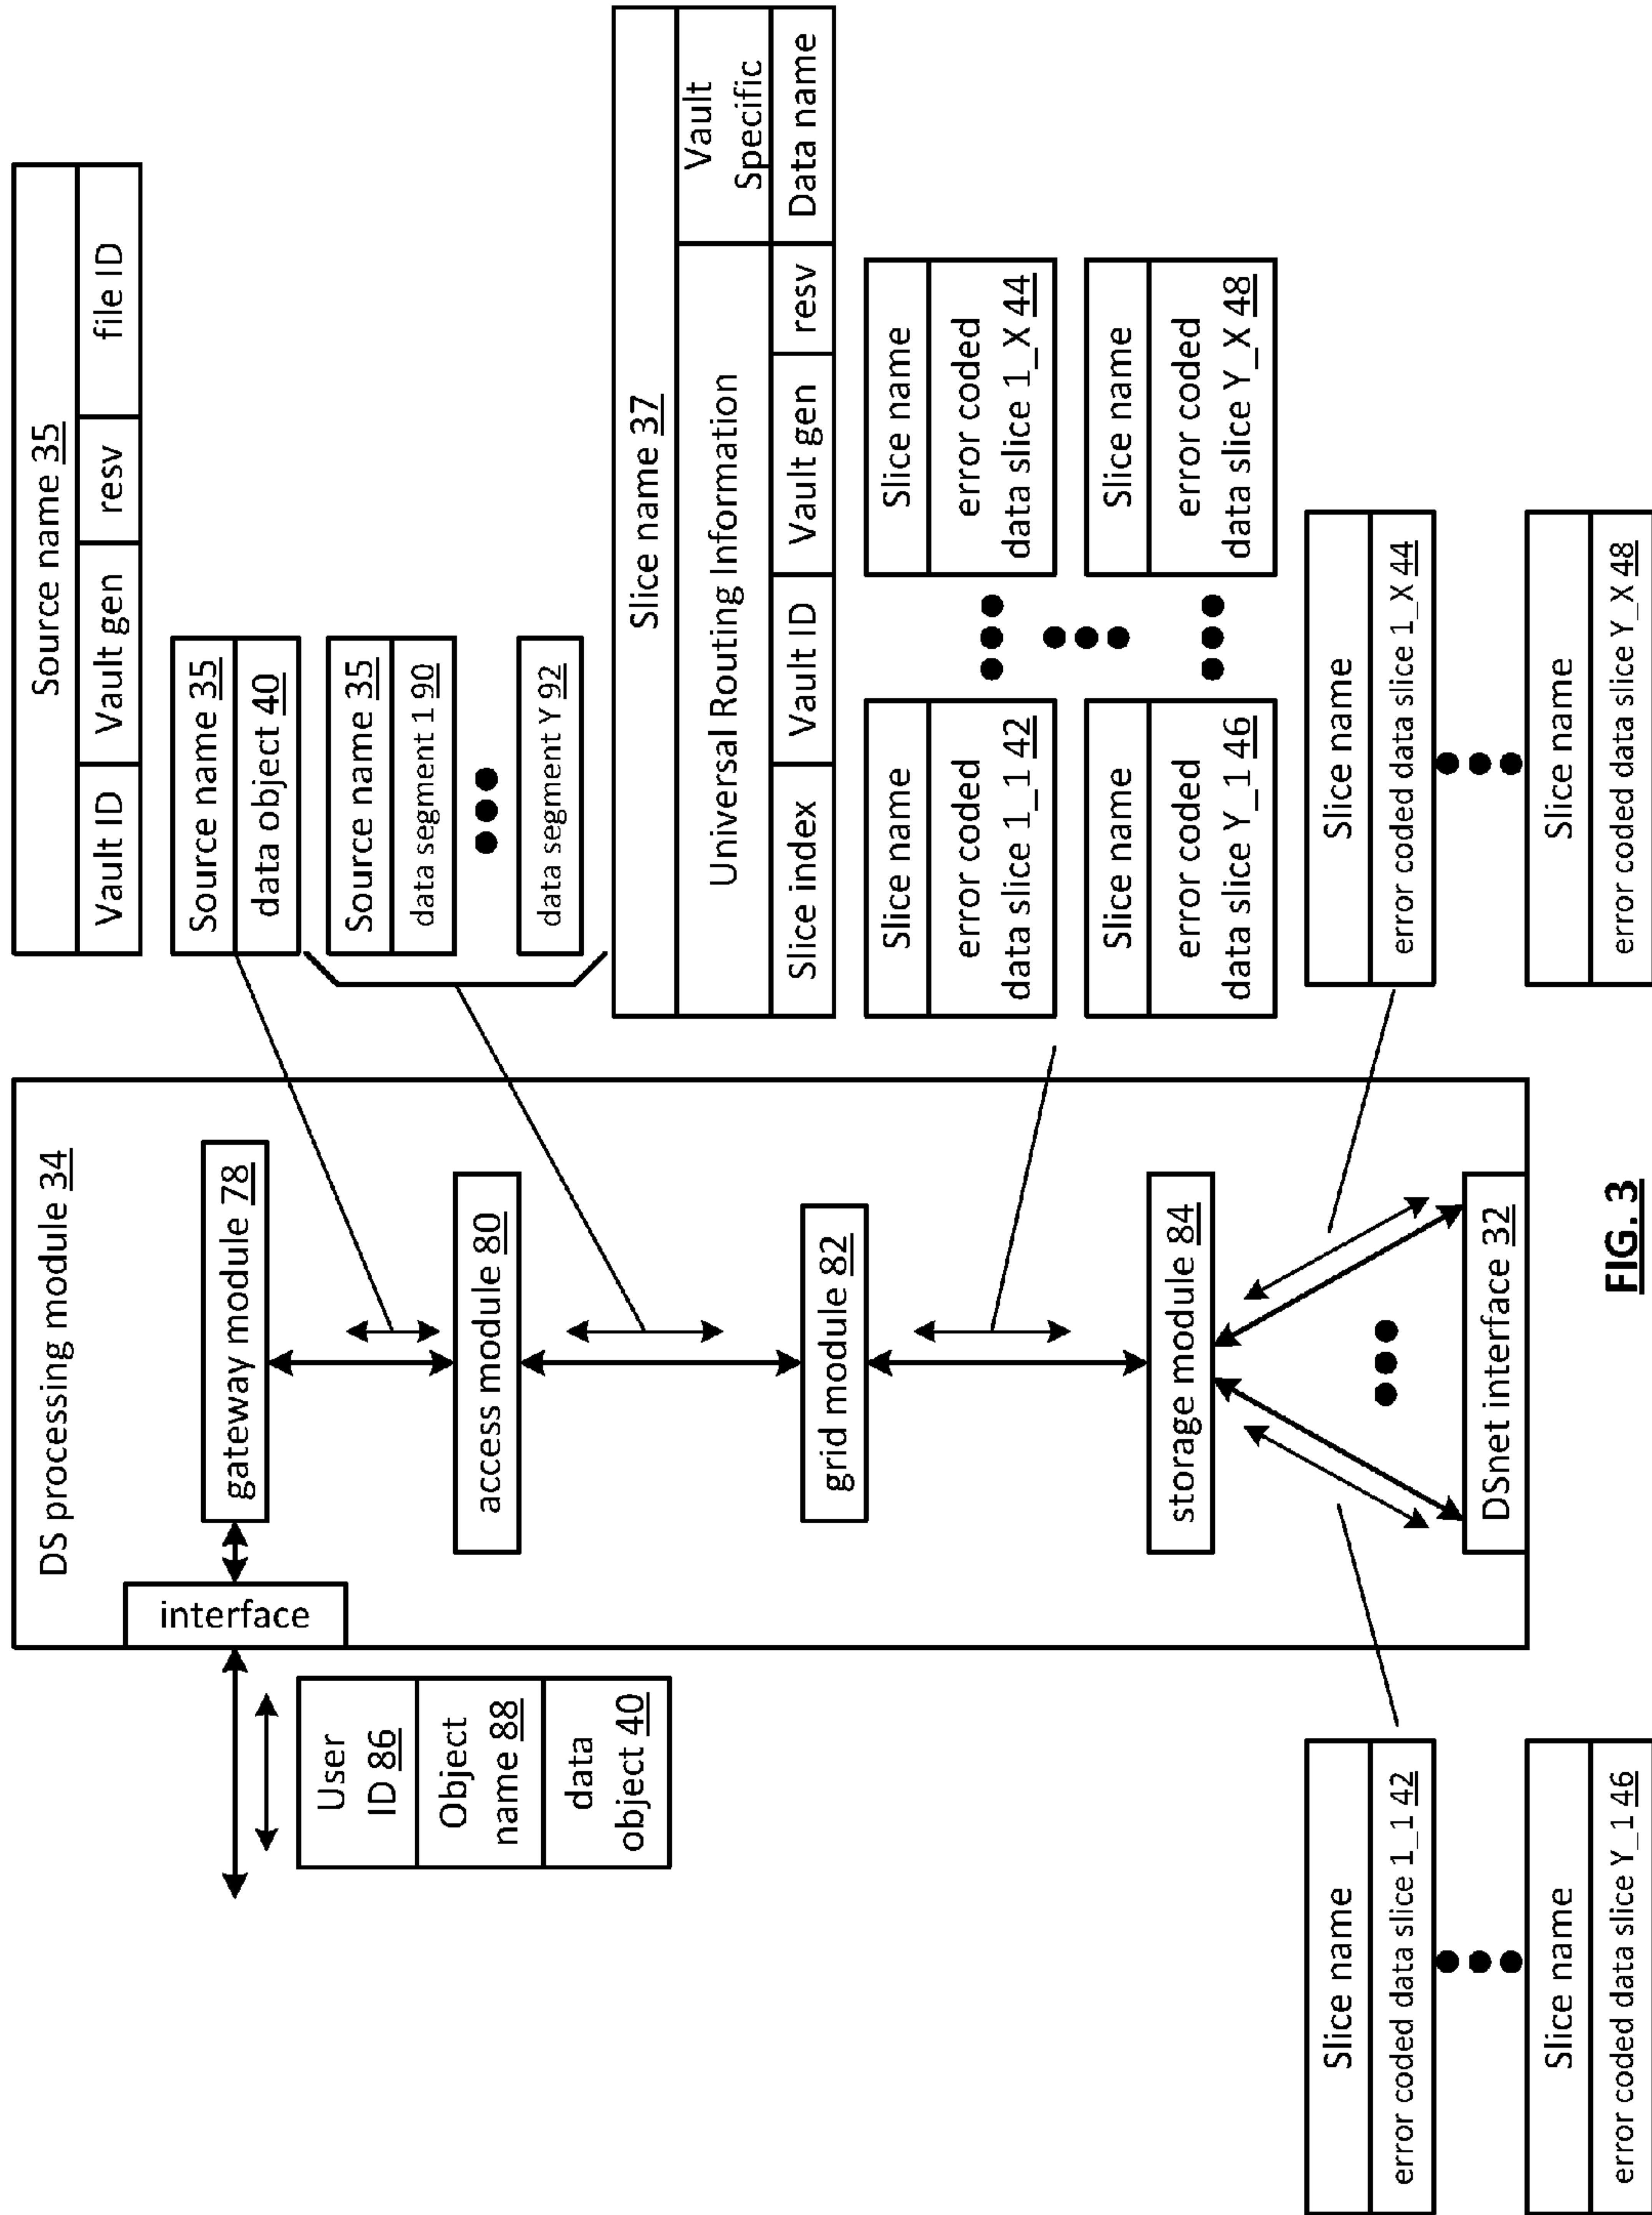 DS processing module 34
interface
gateway module 78
access module 80
grid module 82
storage module 84
DSnet interface 32
User
ID 86
Object
name 88
data
object 40
Source name 35
Vault ID
Vault gen
resv
file ID
Source name 35
data object 40
Source name 35
data segment 1 90
data segment Y 92
Slice name 37
Universal Routing Information
Vault
Specific
Slice index
Vault ID
Vault gen
resv
Data name
Slice name
error coded
data slice 1_1 42
Slice name
error coded
data slice 1_X 44
Slice name
error coded
data slice Y_1 46
Slice name
error coded
data slice Y_X 48
Slice name
error coded data slice 1_1 42
Slice name
error coded data slice Y_1 46
Slice name
error coded data slice 1_X 44
Slice name
error coded data slice Y_X 48
FIG. 3